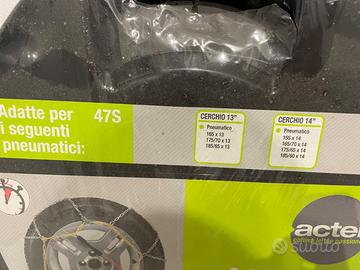 Adatte per
i seguenti
pneumatici:
47S
CERCHIO 13"
Pneumatico
165 x 13
175/70 x 13
185/65 x 13
CERCHIO 14"
Pneumatico
155 x 14
165/70 x 14
175/65 x 14
185/60 x 14
acte
subito